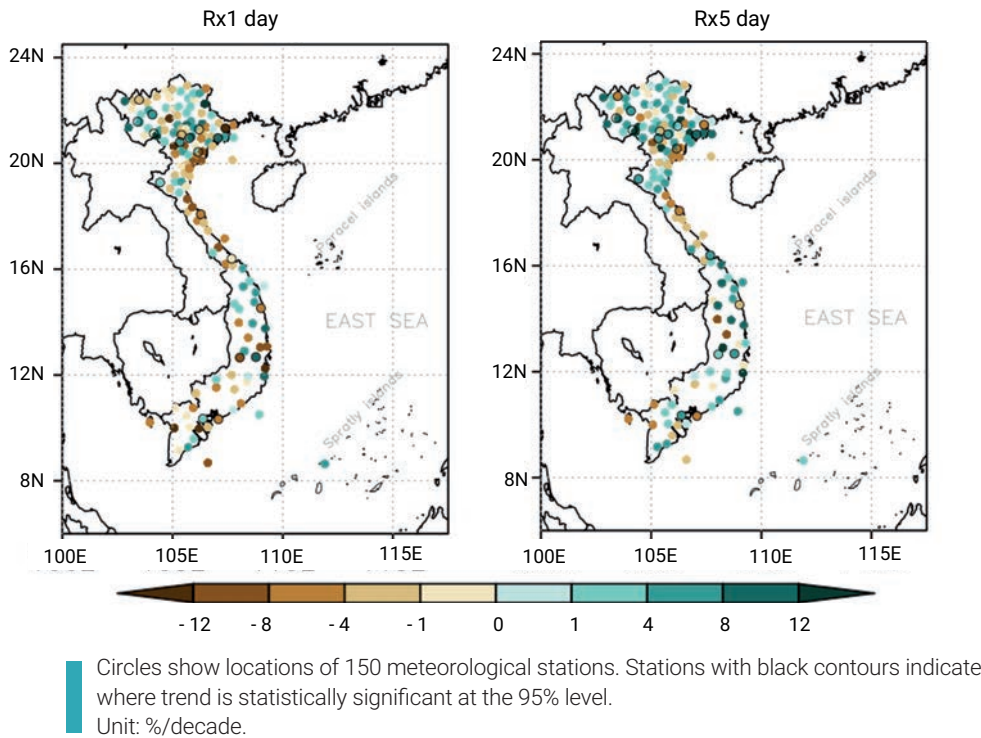 Rx1 day
Rx5 day
24N
20N
16N
12N
8N
Paracel islands
EAST SEA
Spratly islands
100E
105E
110E
115E
24N
20N
16N
12N
8N
Paracel islands
EAST SEA
Spratly islands
100E
105E
110E
115E
- 12
- 8
- 4
- 1
0
1
4
8
12
Circles show locations of 150 meteorological stations. Stations with black contours indicate
where trend is statistically significant at the 95% level.
Unit: %/decade.